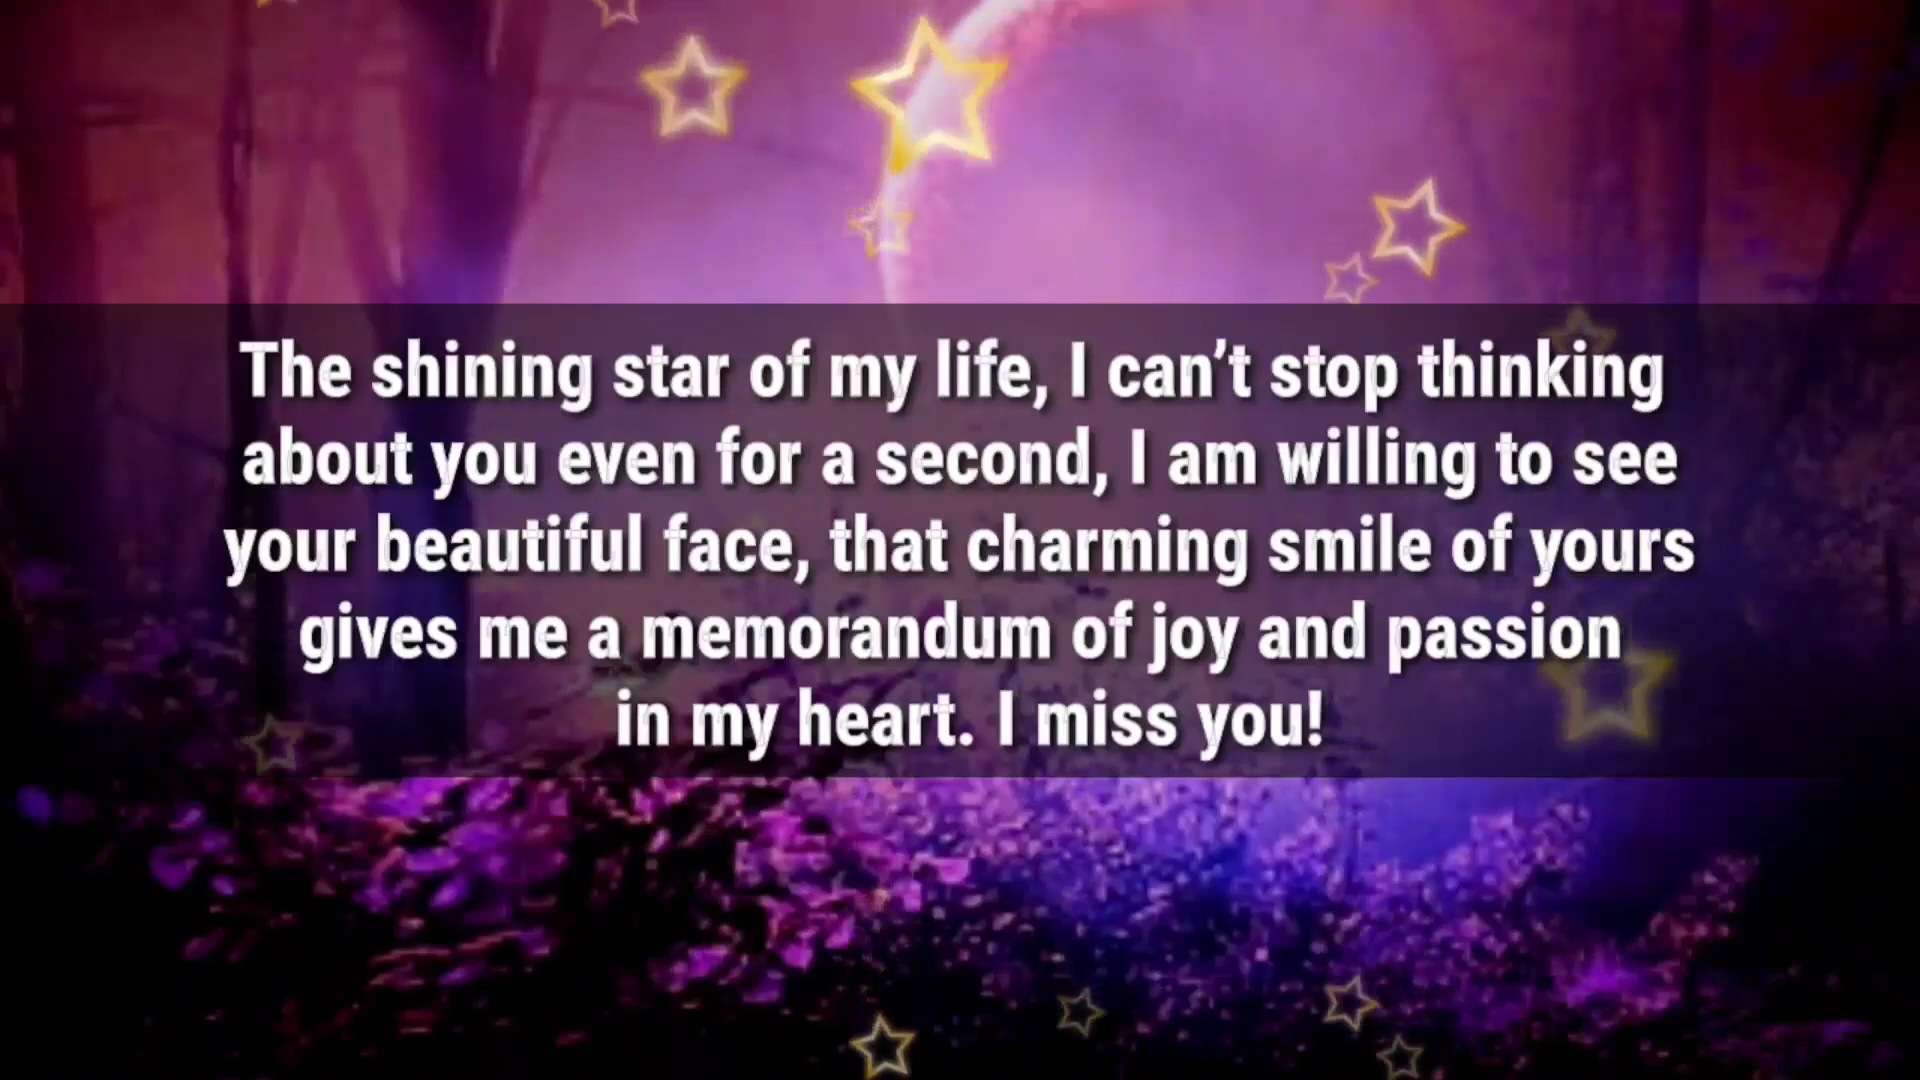 The shining star of my life, I can’t stop thinking
about you even for a second, I am willing to see
your beautiful face, that charming smile of yours
gives me a memorandum of joy and passion
in my heart. I miss you!